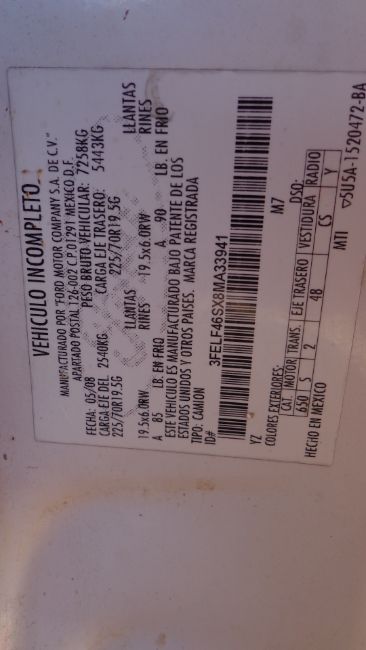 VEHICULO INCOMPLETO
MANUFACTURADO POR "FORD MOTOR COMPANY S.A. DE C.V."
APARTADO POSTAL 126-002 C.P. 01291 MEXICO D.F.
FECHA: 05/08 PESO BRUTO VEHICULAR: 7258KG
CARGA EJE DEL 2540KG CARGA EJE TRASERO: 5443KG
225/70R19.5G LLANTAS 225/70R19.5G LLANTAS
19.5x6.0RW RINES 19.5x6.0RW RINES
A 85 LB. EN FRIO A 90 LB. EN FRIO
ESTE VEHICULO ES MANUFACTURADO BAJO PATENTE DE LOS
ESTADOS UNIDOS Y OTROS PAISES. MARCA REGISTRADA
TIPO: CAMION
ID# 3FELF46SX8MA33941
YZ M7
COLORES EXTERIORES: DSO:
CAT. MOTOR TRANS. EJE TRASERO VESTIDURA RADIO
650 S 2 4B CS Y
HECHO EN MEXICO MTI 5U5A-1520472-BA